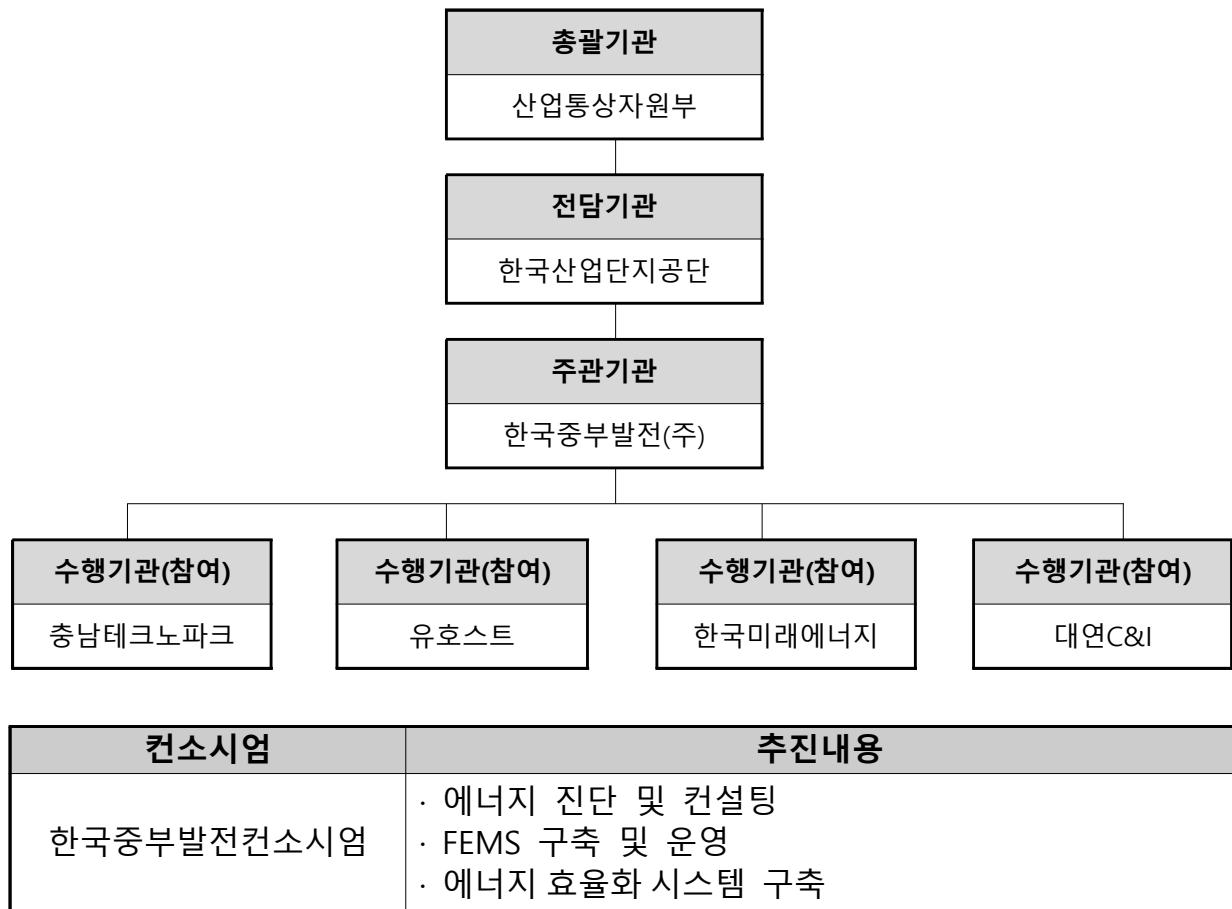 총괄기관
산업통상자원부
전담기관
한국산업단지공단
주관기관
한국중부발전(주)
수행기관(참여) 수행기관(참여) 수행기관(참여) 수행기관(참여)
충남테크노파크 유호스트 한국미래에너지 대연C&I
컨소시엄 추진내용
한국중부발전컨소시엄
· 에너지 진단 및 컨설팅
· FEMS 구축 및 운영
· 에너지 효율화 시스템 구축